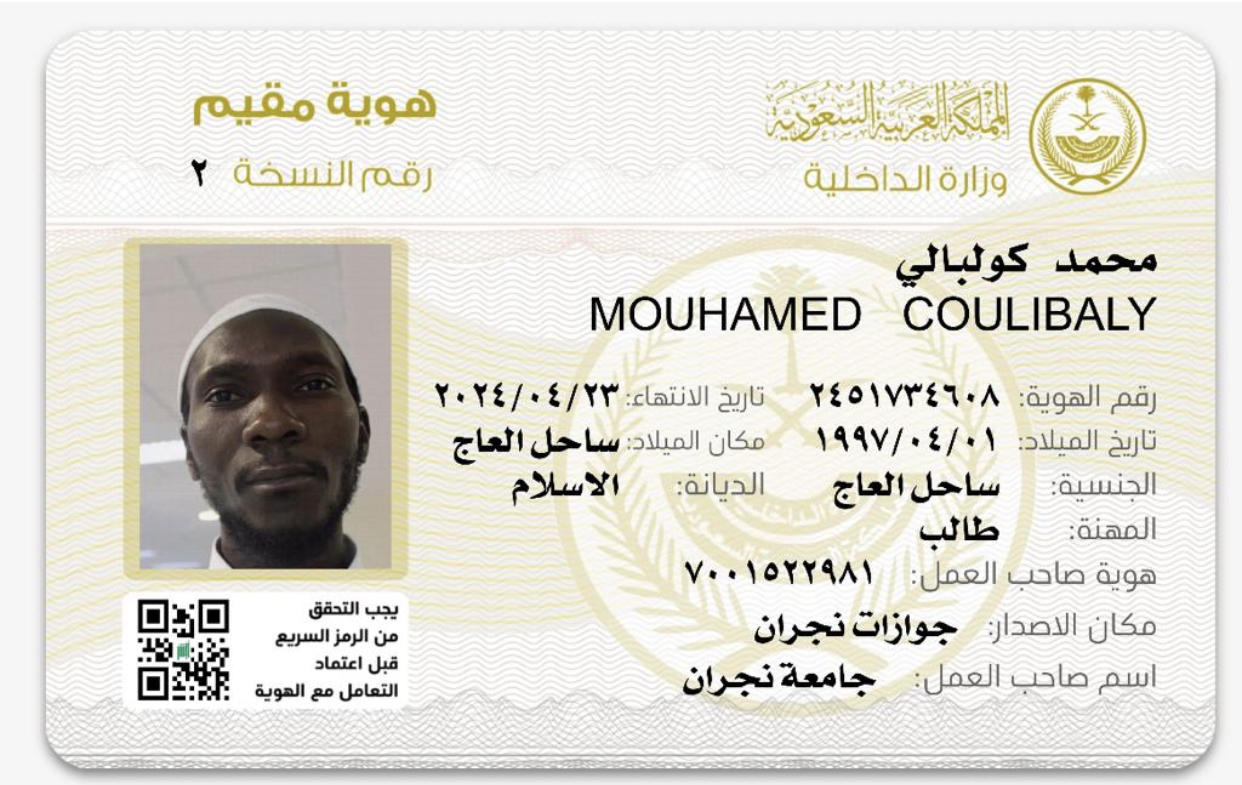 المملكة العربية السعودية
وزارة الداخلية
هوية مقيم
رقم النسخة ٢
محمد كولبالي
MOUHAMED COULIBALY
رقم الهوية: ٢٤٥١٧٣٤٦٠٨ تاريخ الانتهاء: ٢٠٢٤/٠٤/٢٣
تاريخ الميلاد: ١٩٩٧/٠٤/٠١ مكان الميلاد: ساحل العاج
الجنسية: ساحل العاج الديانة: الاسلام
المهنة: طالب
هوية صاحب العمل: ٧٠٠١٥٢٢٩٨١
مكان الاصدار: جوازات نجران
اسم صاحب العمل: جامعة نجران
يجب التحقق
من الرمز السريع
قبل اعتماد
التعامل مع الهوية